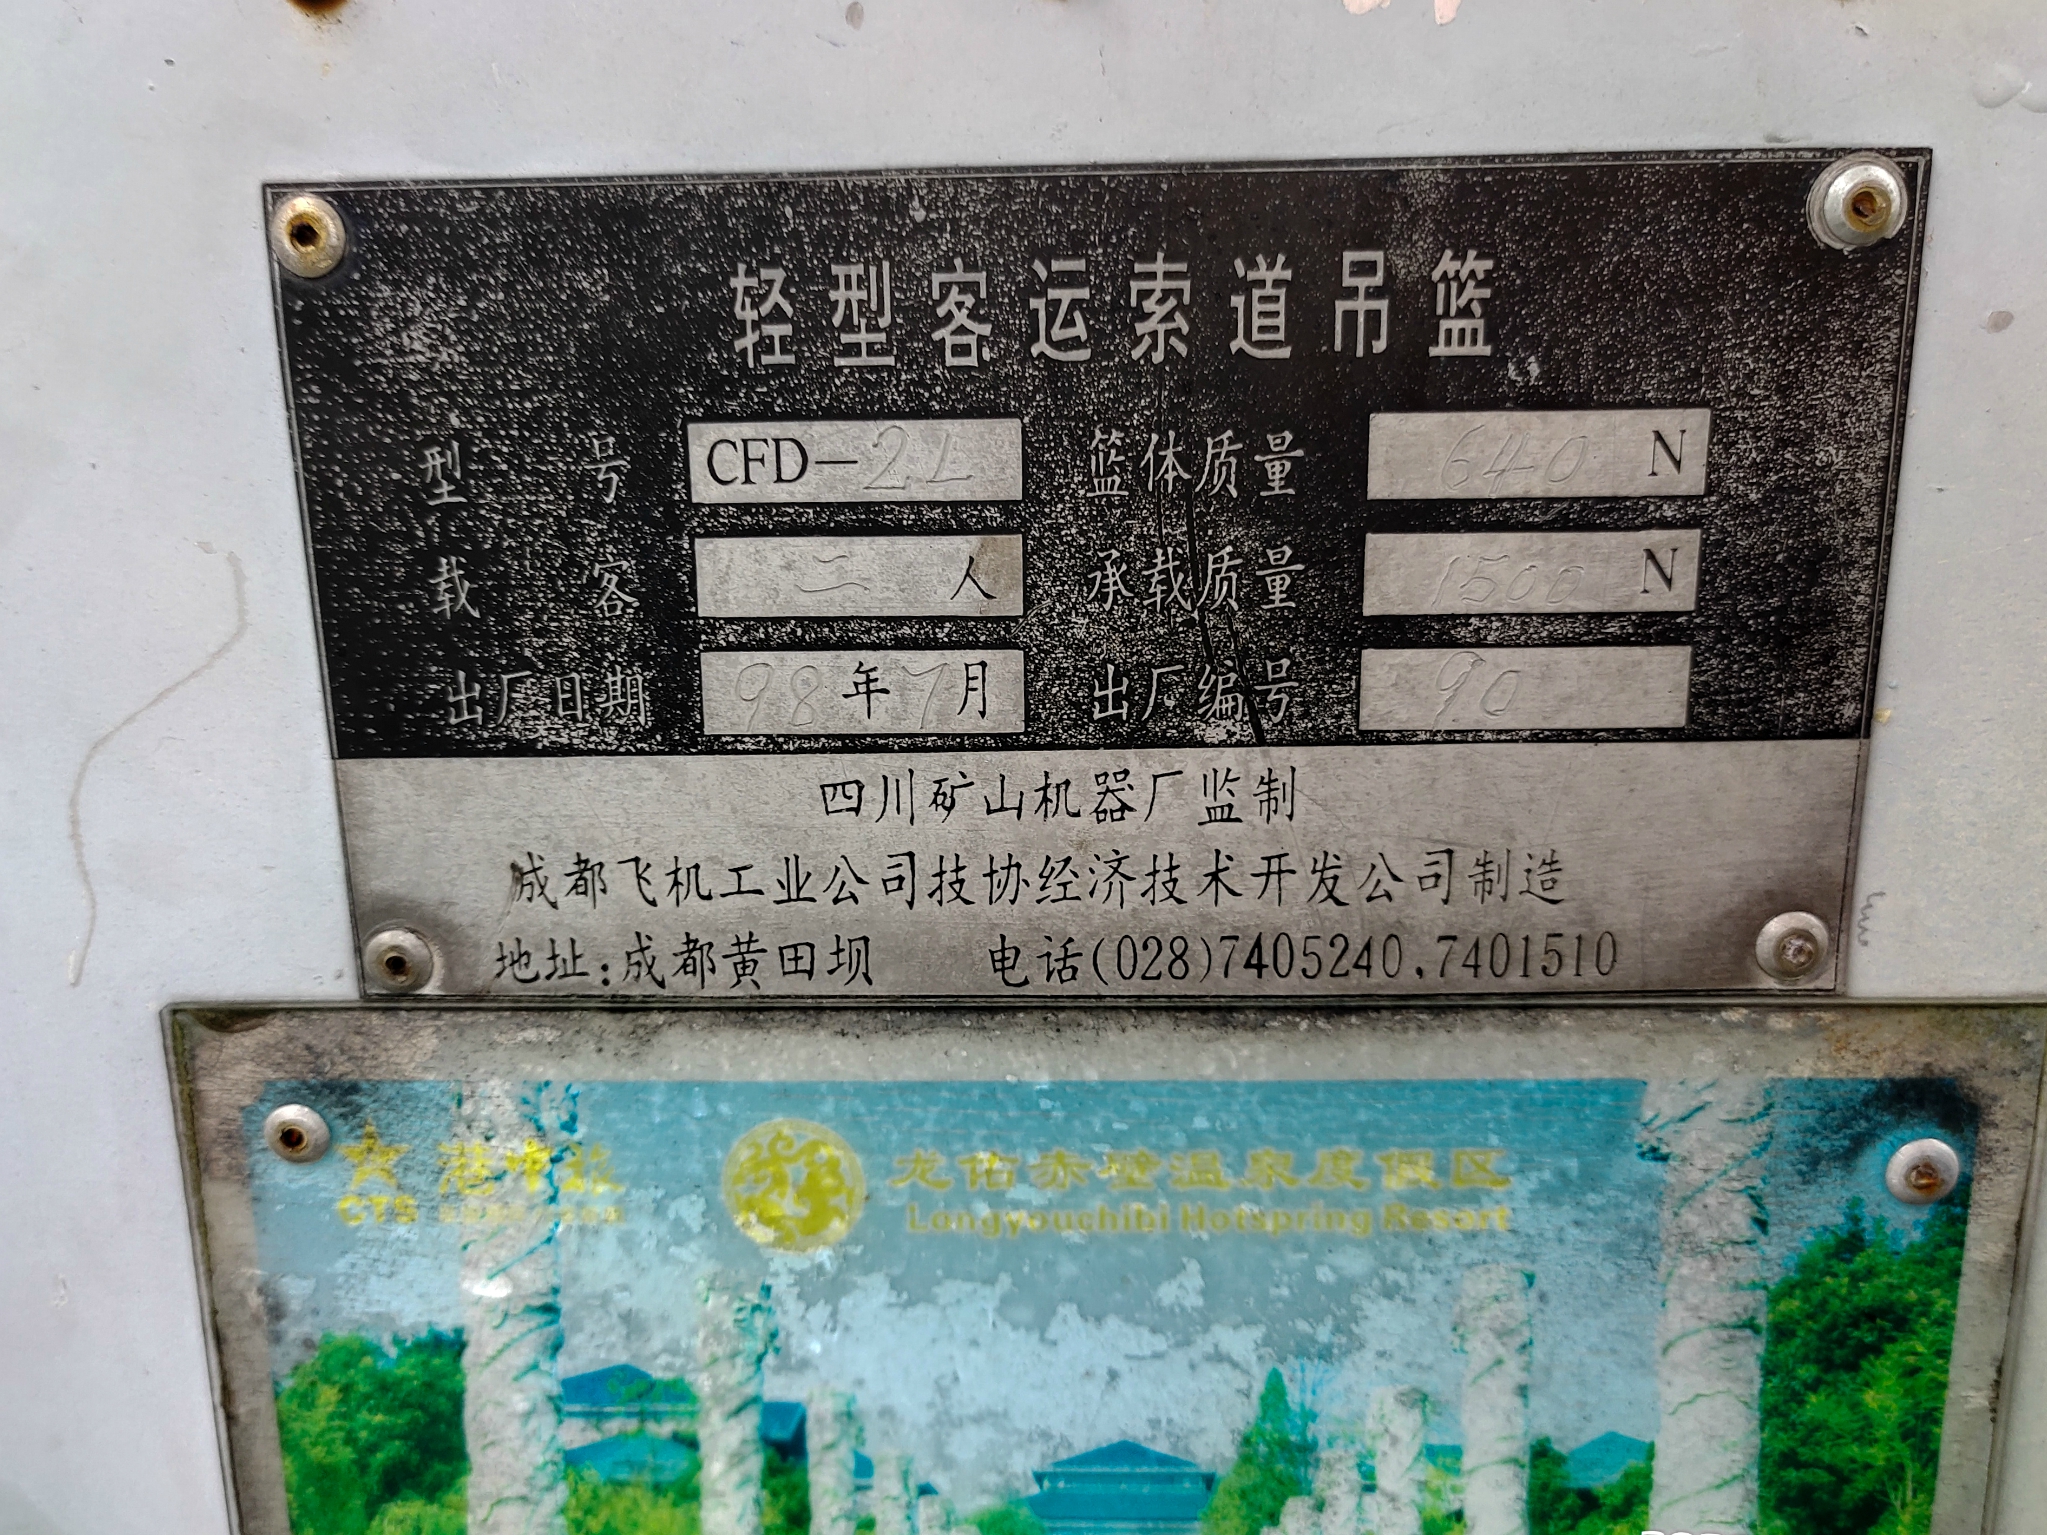 轻型客运索道吊篮
型 号 CFD-2L 篮体质量 640 N
载 客 二 人 承载质量 1500 N
出厂日期 98年7月 出厂编号 90
四川矿山机器厂监制
成都飞机工业公司技协经济技术开发公司制造
地址:成都黄田坝 电话(028)7405240,7401510
港中旅 龙佑赤壁温泉度假区
CTS Longyouchibi Hotspring Resort